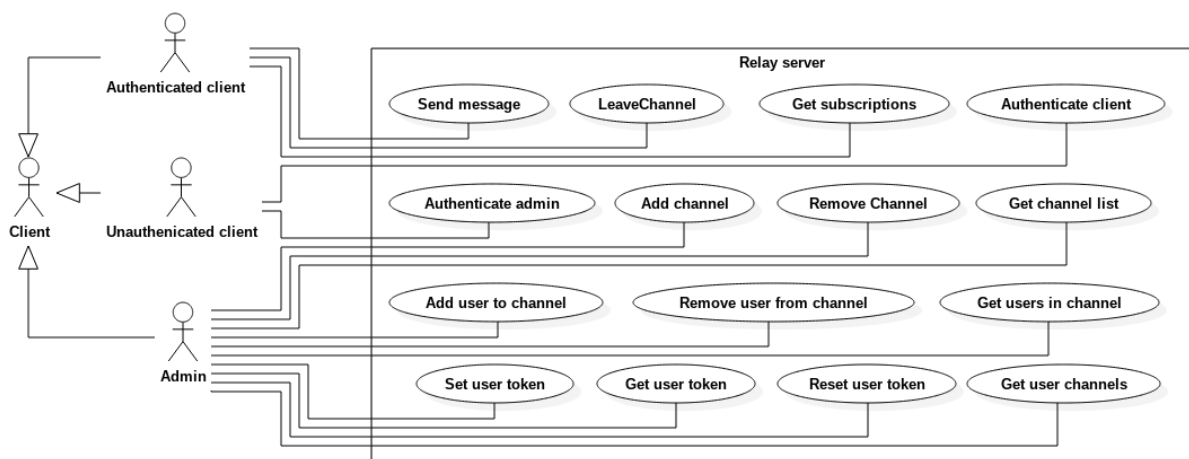 Relay server
Authenticated client
Send message
LeaveChannel
Get subscriptions
Authenticate client
Client
Unauthenicated client
Authenticate admin
Add channel
Remove Channel
Get channel list
Add user to channel
Remove user from channel
Get users in channel
Admin
Set user token
Get user token
Reset user token
Get user channels